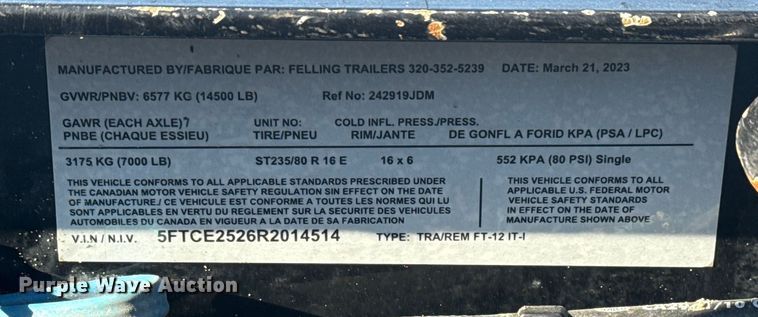 MANUFACTURED BY/FABRIQUE PAR: FELLING TRAILERS 320-352-5239 DATE: March 21, 2023
GVWR/PNBV: 6577 KG (14500 LB) Ref No: 242919JDM
GAWR (EACH AXLE)/ UNIT NO: COLD INFL. PRESS./PRESS.
PNBE (CHAQUE ESSIEU) TIRE/PNEU RIM/JANTE DE GONFL A FORID KPA (PSA / LPC)
3175 KG (7000 LB) ST235/80 R 16 E 16 x 6 552 KPA (80 PSI) Single
THIS VEHICLE CONFORMS TO ALL APPLICABLE STANDARDS PRESCRIBED UNDER
THE CANADIAN MOTOR VEHICLE SAFETY REGULATION SIN EFFECT ON THE DATE
OF MANUFACTURE./ CE VEHICULE EST CONFORME A TOUTES LES NORMES QUI LU
SONT APPLICABLES EN VERTU DU REGLEMENT SUR LA SECURITE DES VEHICULES
AUTOMOBILES DU CANADA EN VIGUEUR A LA DATE DE SA FABRICATION
THIS VEHICLE CONFORMS TO ALL
APPLICABLE U.S. FEDERAL MOTOR
VEHICLE SAFETY STANDARDS
IN EFFECT ON THE DATE OF
MANUFACTURE SHOWN ABOVE
V.I.N / N.I.V. 5FTCE2526R2014514 TYPE: TRA/REM FT-12 IT-I
Purple Wave Auction